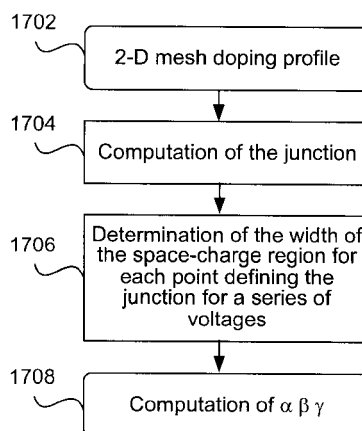 1702
2-D mesh doping profile
1704
Computation of the junction
1706
Determination of the width of
the space-charge region for
each point defining the
junction for a series of
voltages
1708
Computation of α β γ